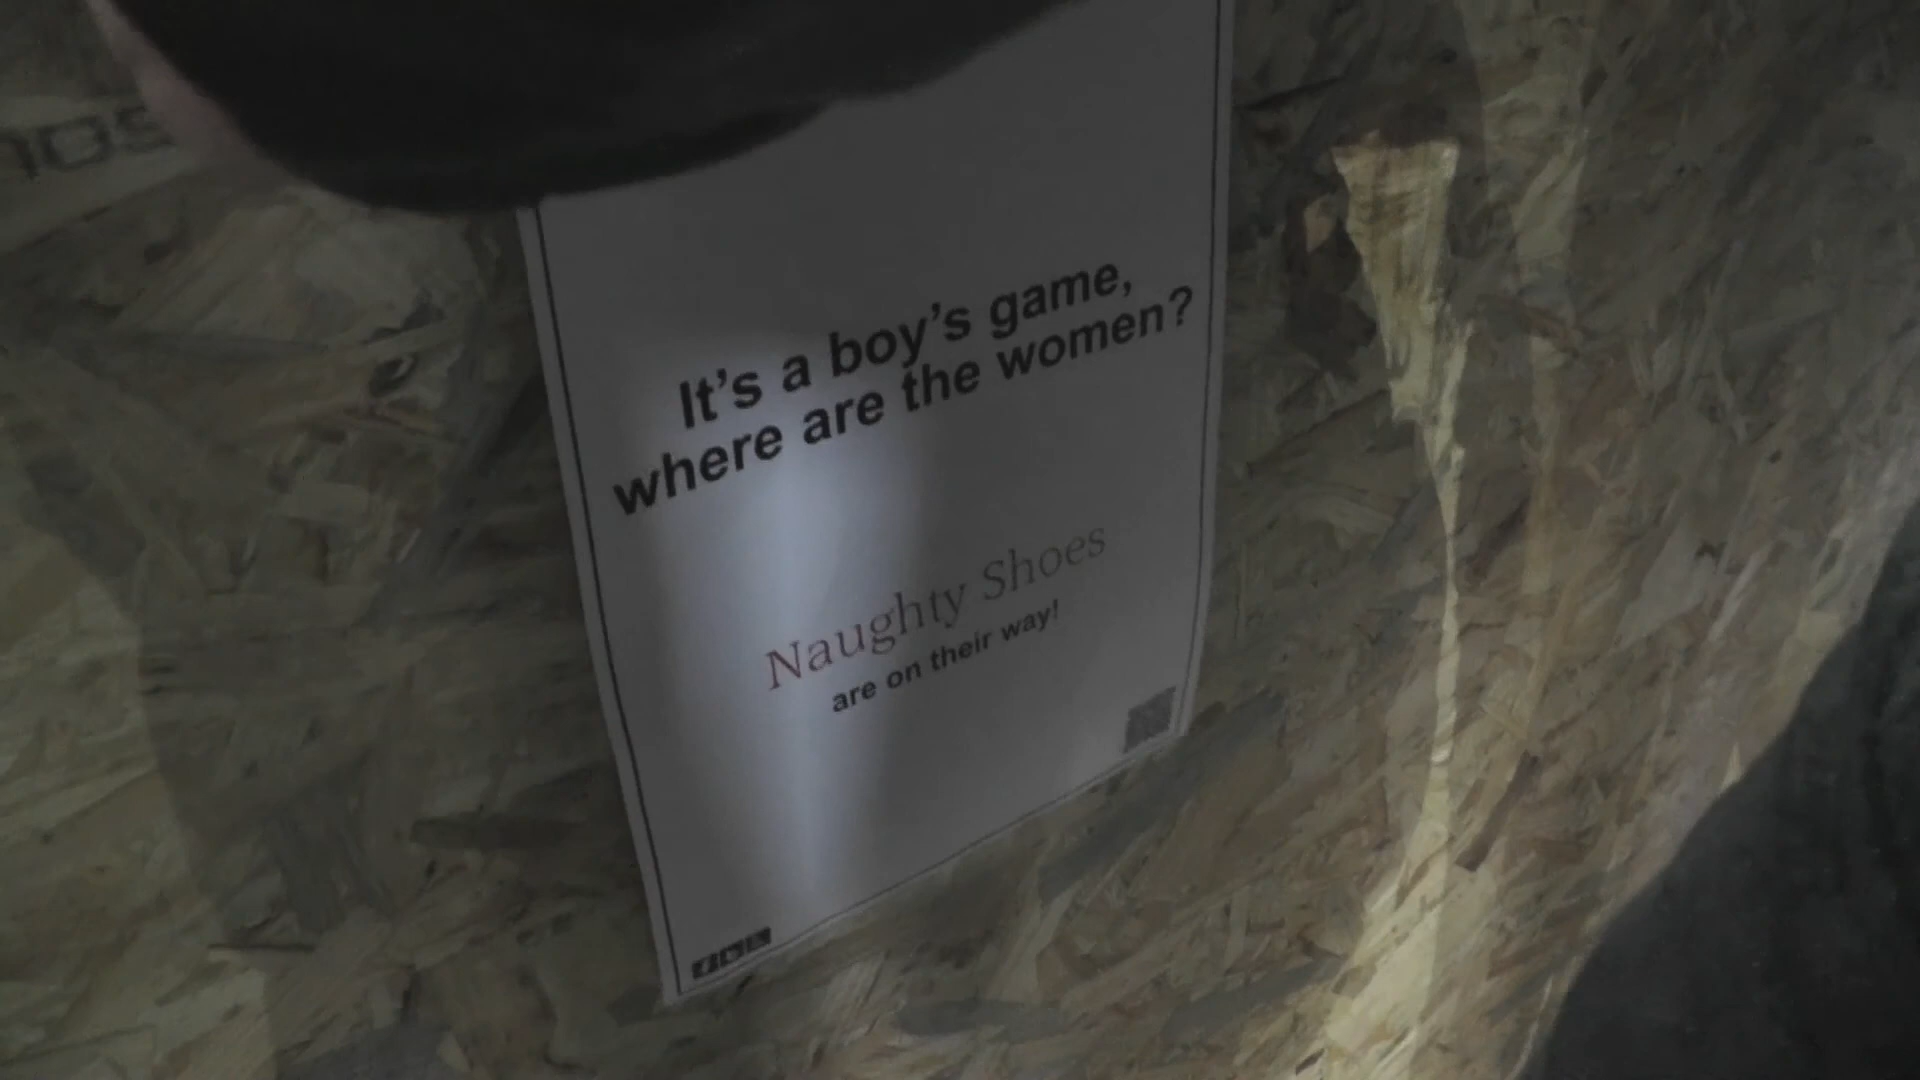 It's a boy's game,
where are the women?
Naughty Shoes
are on their way!